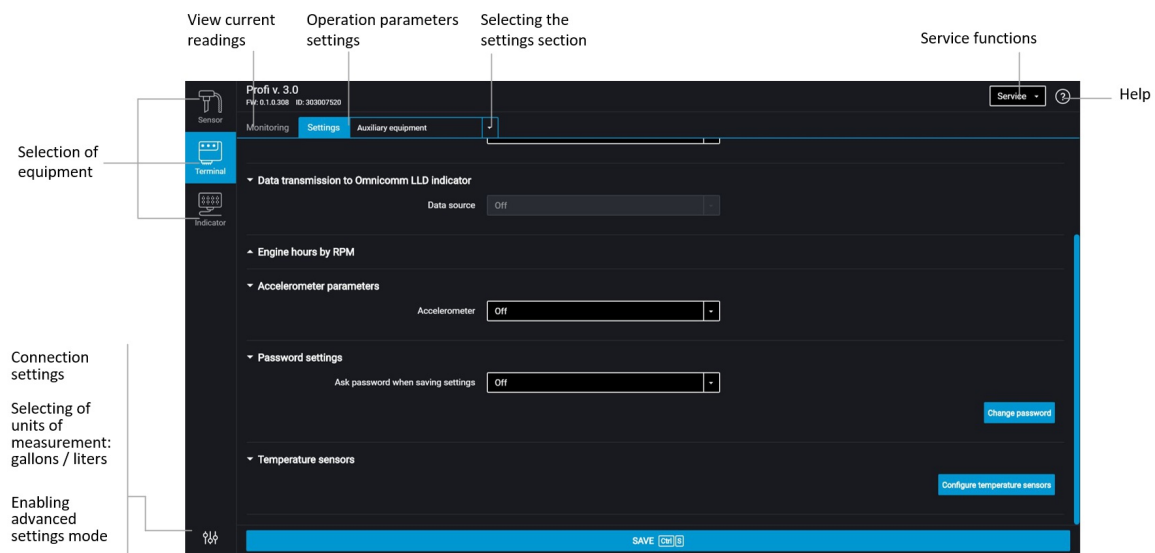 View current
readings
Operation parameters
settings
Selecting the
settings section
Service functions
Profi v. 3.0
FW: 0.1.0.308 ID: 303007520
Service
?
Help
Sensor
Monitoring
Settings
Auxiliary equipment
Selection of
equipment
Terminal
Data transmission to Omnicomm LLD indicator
Data source
Off
Indicator
Engine hours by RPM
Accelerometer parameters
Accelerometer
Off
Connection
settings
Password settings
Ask password when saving settings
Off
Selecting of
units of
measurement:
gallons / liters
Change password
Temperature sensors
Configure temperature sensors
Enabling
advanced
settings mode
SAVE Ctrl S